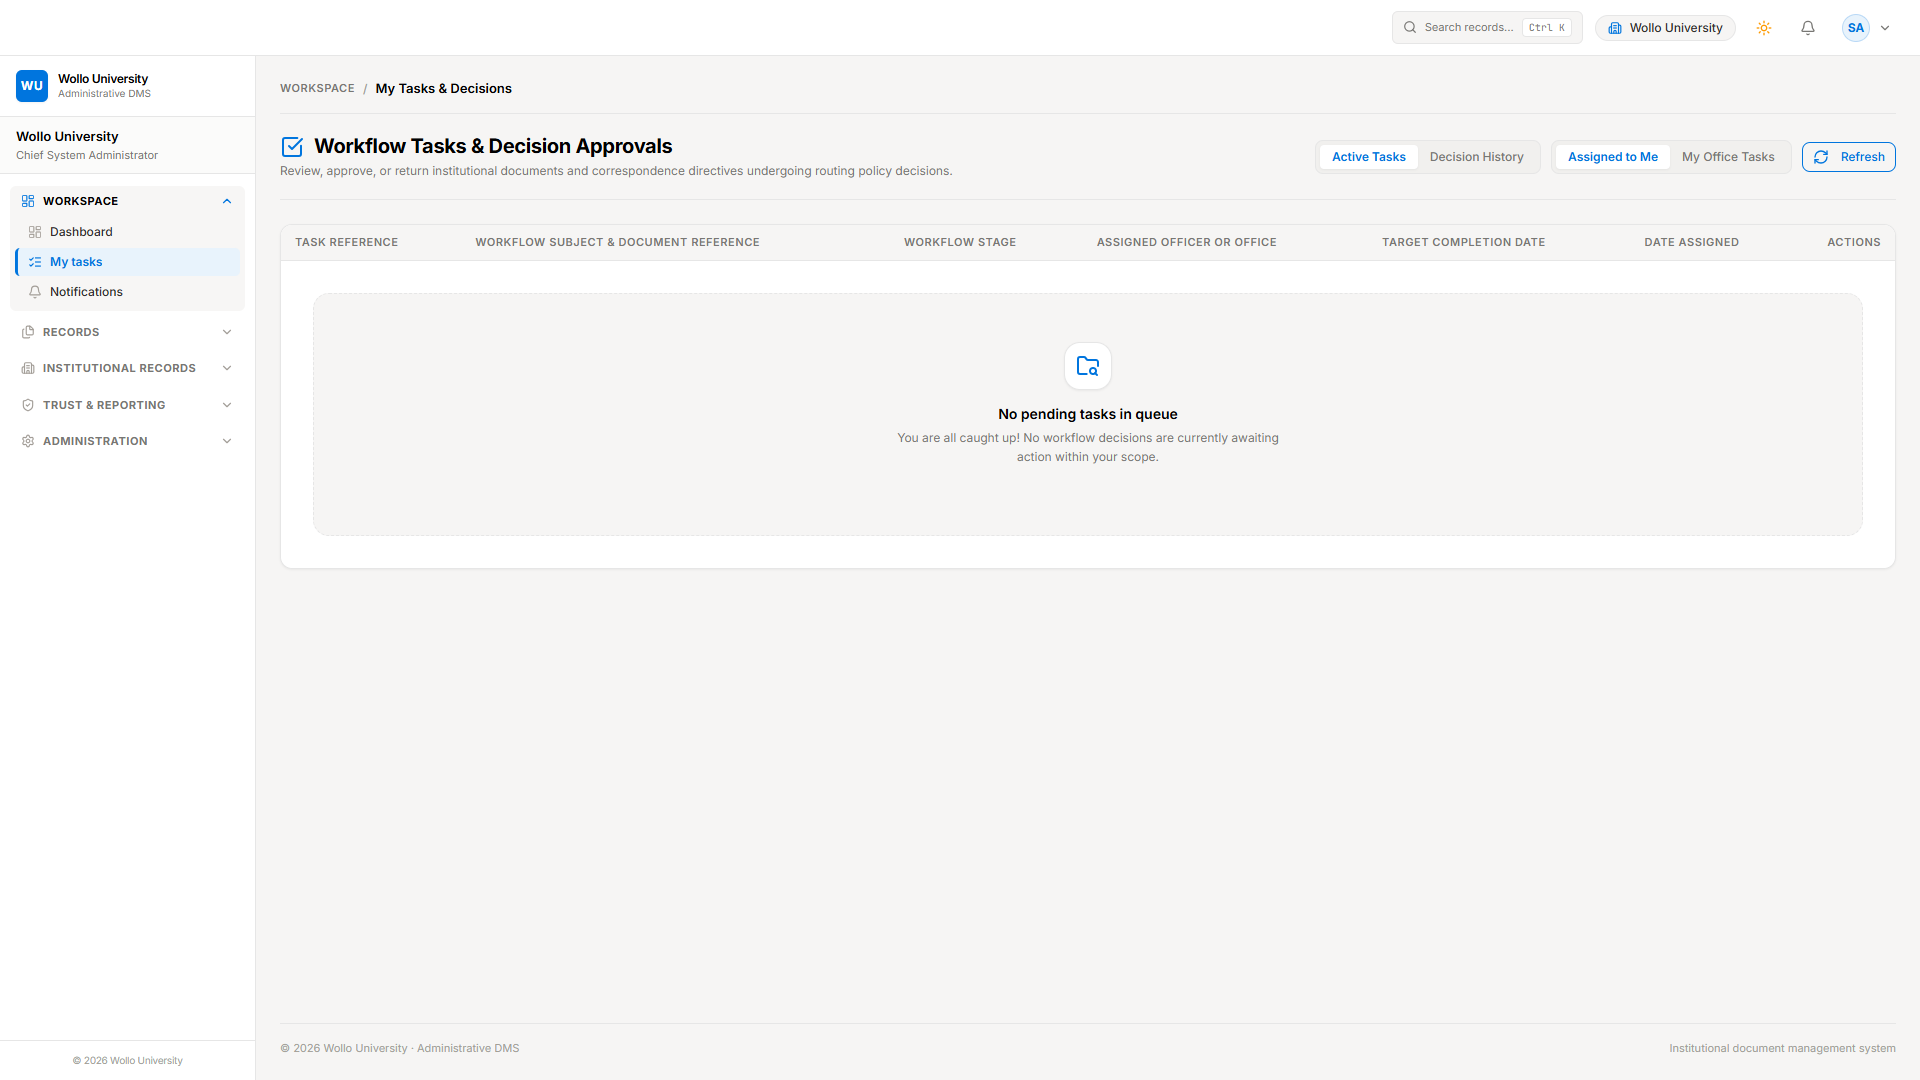 Search records... Ctrl K
Wollo University
SA
WU
Wollo University
Administrative DMS
Wollo University
Chief System Administrator
WORKSPACE
Dashboard
My tasks
Notifications
RECORDS
INSTITUTIONAL RECORDS
TRUST & REPORTING
ADMINISTRATION
© 2026 Wollo University
WORKSPACE / My Tasks & Decisions
Workflow Tasks & Decision Approvals
Review, approve, or return institutional documents and correspondence directives undergoing routing policy decisions.
Active Tasks Decision History
Assigned to Me My Office Tasks
Refresh
TASK REFERENCE WORKFLOW SUBJECT & DOCUMENT REFERENCE WORKFLOW STAGE ASSIGNED OFFICER OR OFFICE TARGET COMPLETION DATE DATE ASSIGNED ACTIONS
No pending tasks in queue
You are all caught up! No workflow decisions are currently awaiting
action within your scope.
© 2026 Wollo University · Administrative DMS
Institutional document management system